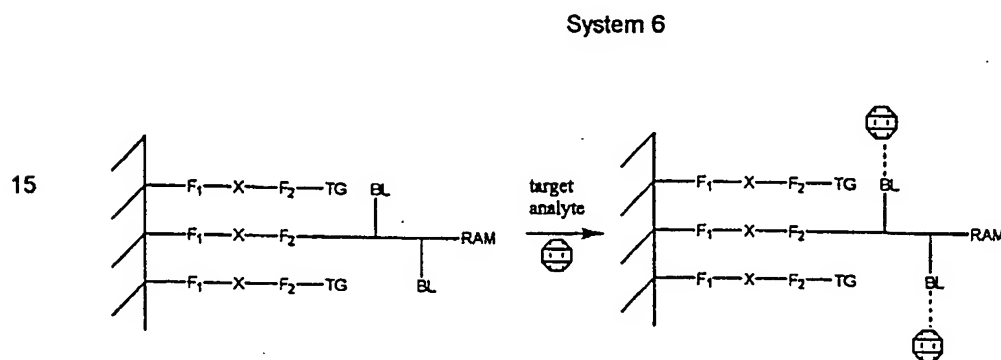 System 6
15
F₁—X—F₂—TG
BL
F₁—X—F₂
RAM
F₁—X—F₂—TG
BL
target
analyte
F₁—X—F₂—TG
BL
F₁—X—F₂
RAM
F₁—X—F₂—TG
BL